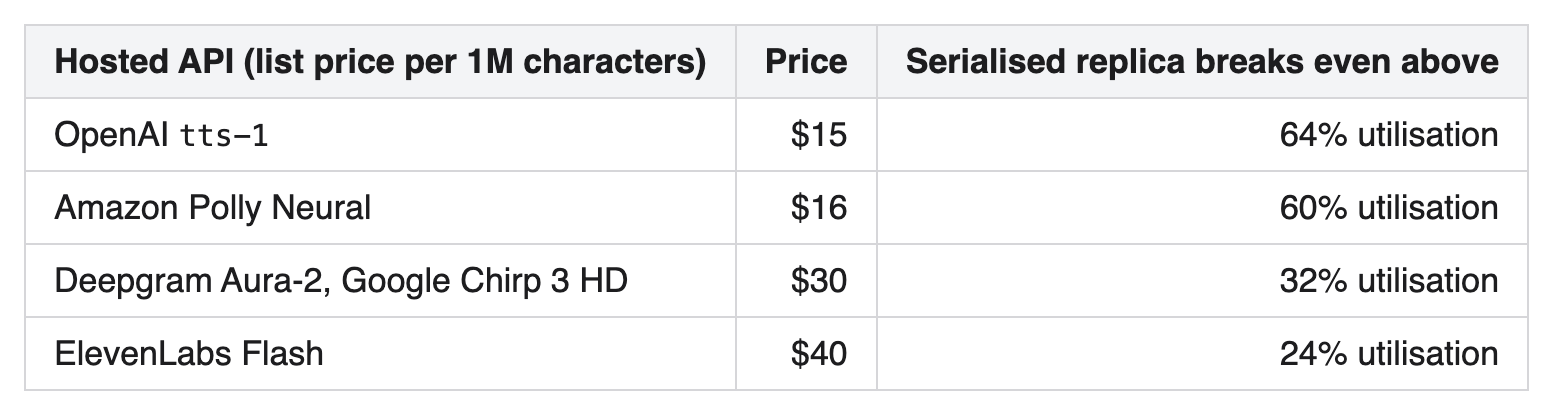 Hosted API (list price per 1M characters) Price Serialised replica breaks even above
OpenAI tts-1 $15 64% utilisation
Amazon Polly Neural $16 60% utilisation
Deepgram Aura-2, Google Chirp 3 HD $30 32% utilisation
ElevenLabs Flash $40 24% utilisation